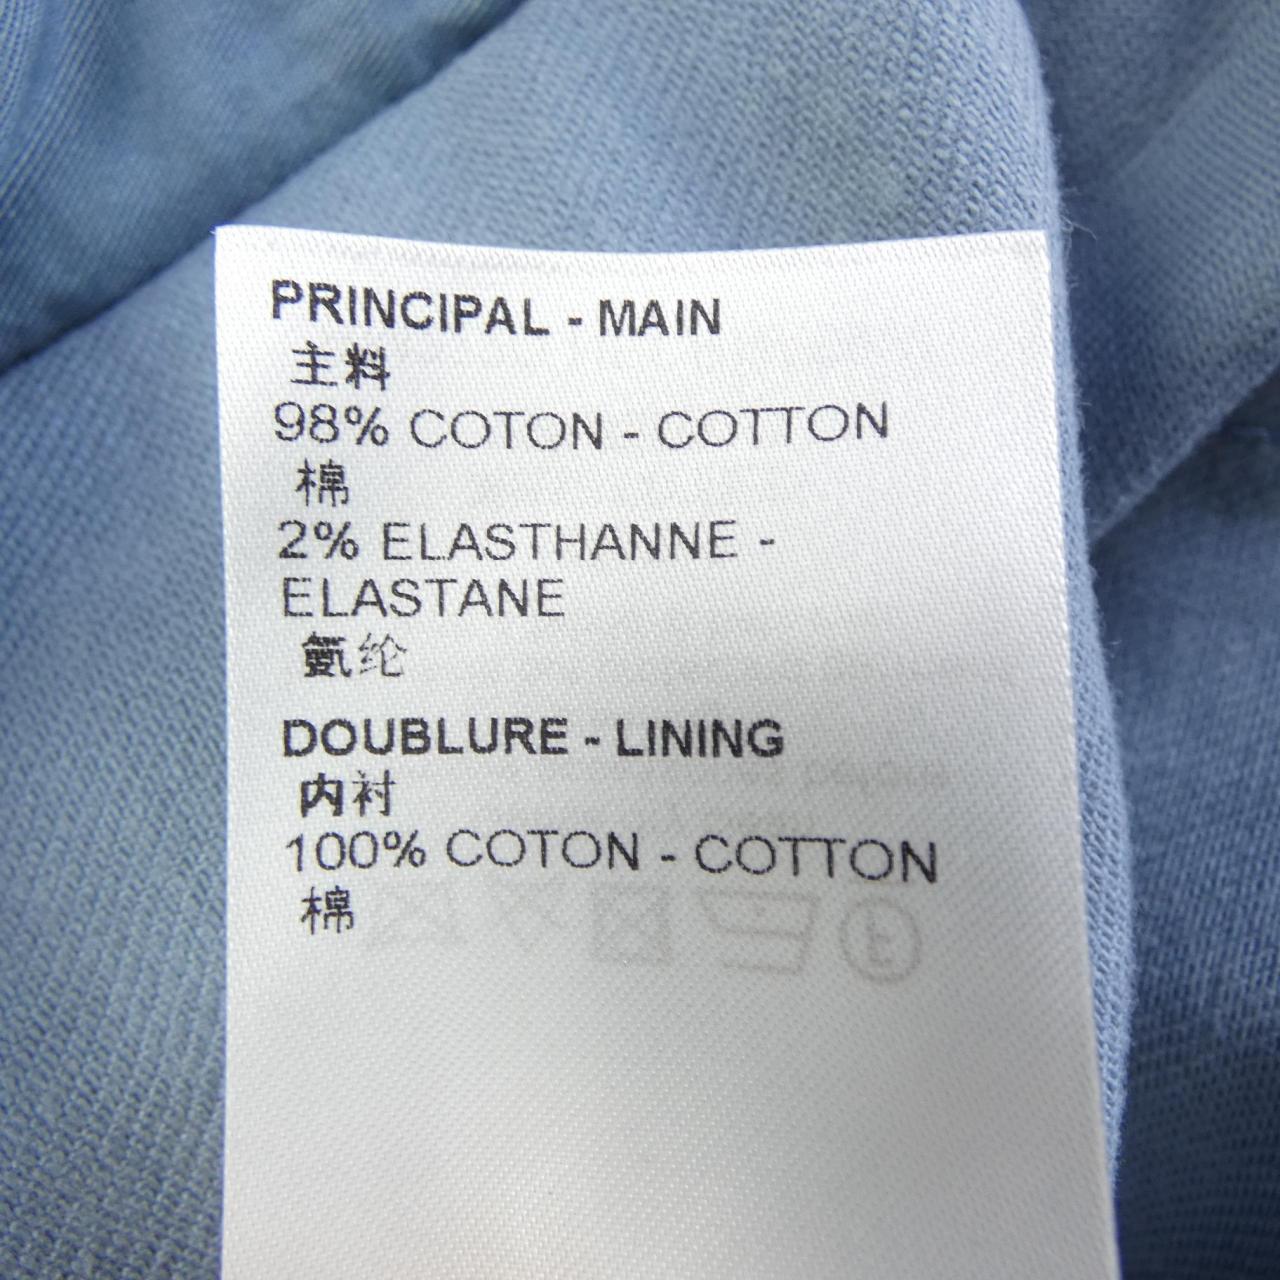 PRINCIPAL - MAIN
主料
98% COTON - COTTON
棉
2% ELASTHANNE -
ELASTANE
氨纶
DOUBLURE - LINING
内衬
100% COTON - COTTON
棉